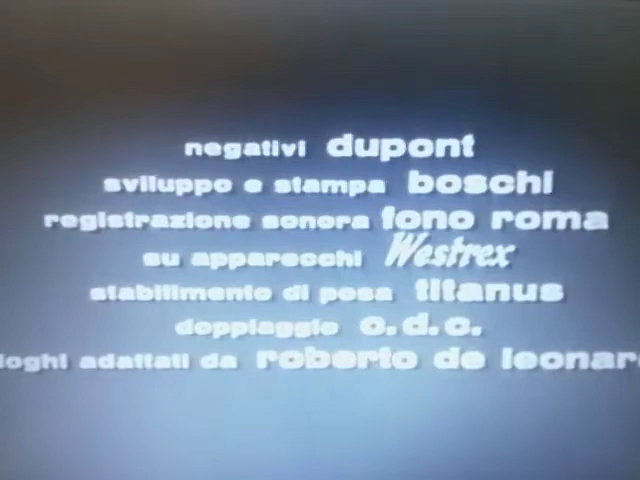 negativi dupont
sviluppo e stampa boschi
registrazione sonora fono roma
su apparecchi Westrex
stabilimento di posa titanus
doppiaggio c.d.c.
loghi adattati da roberto de leonar